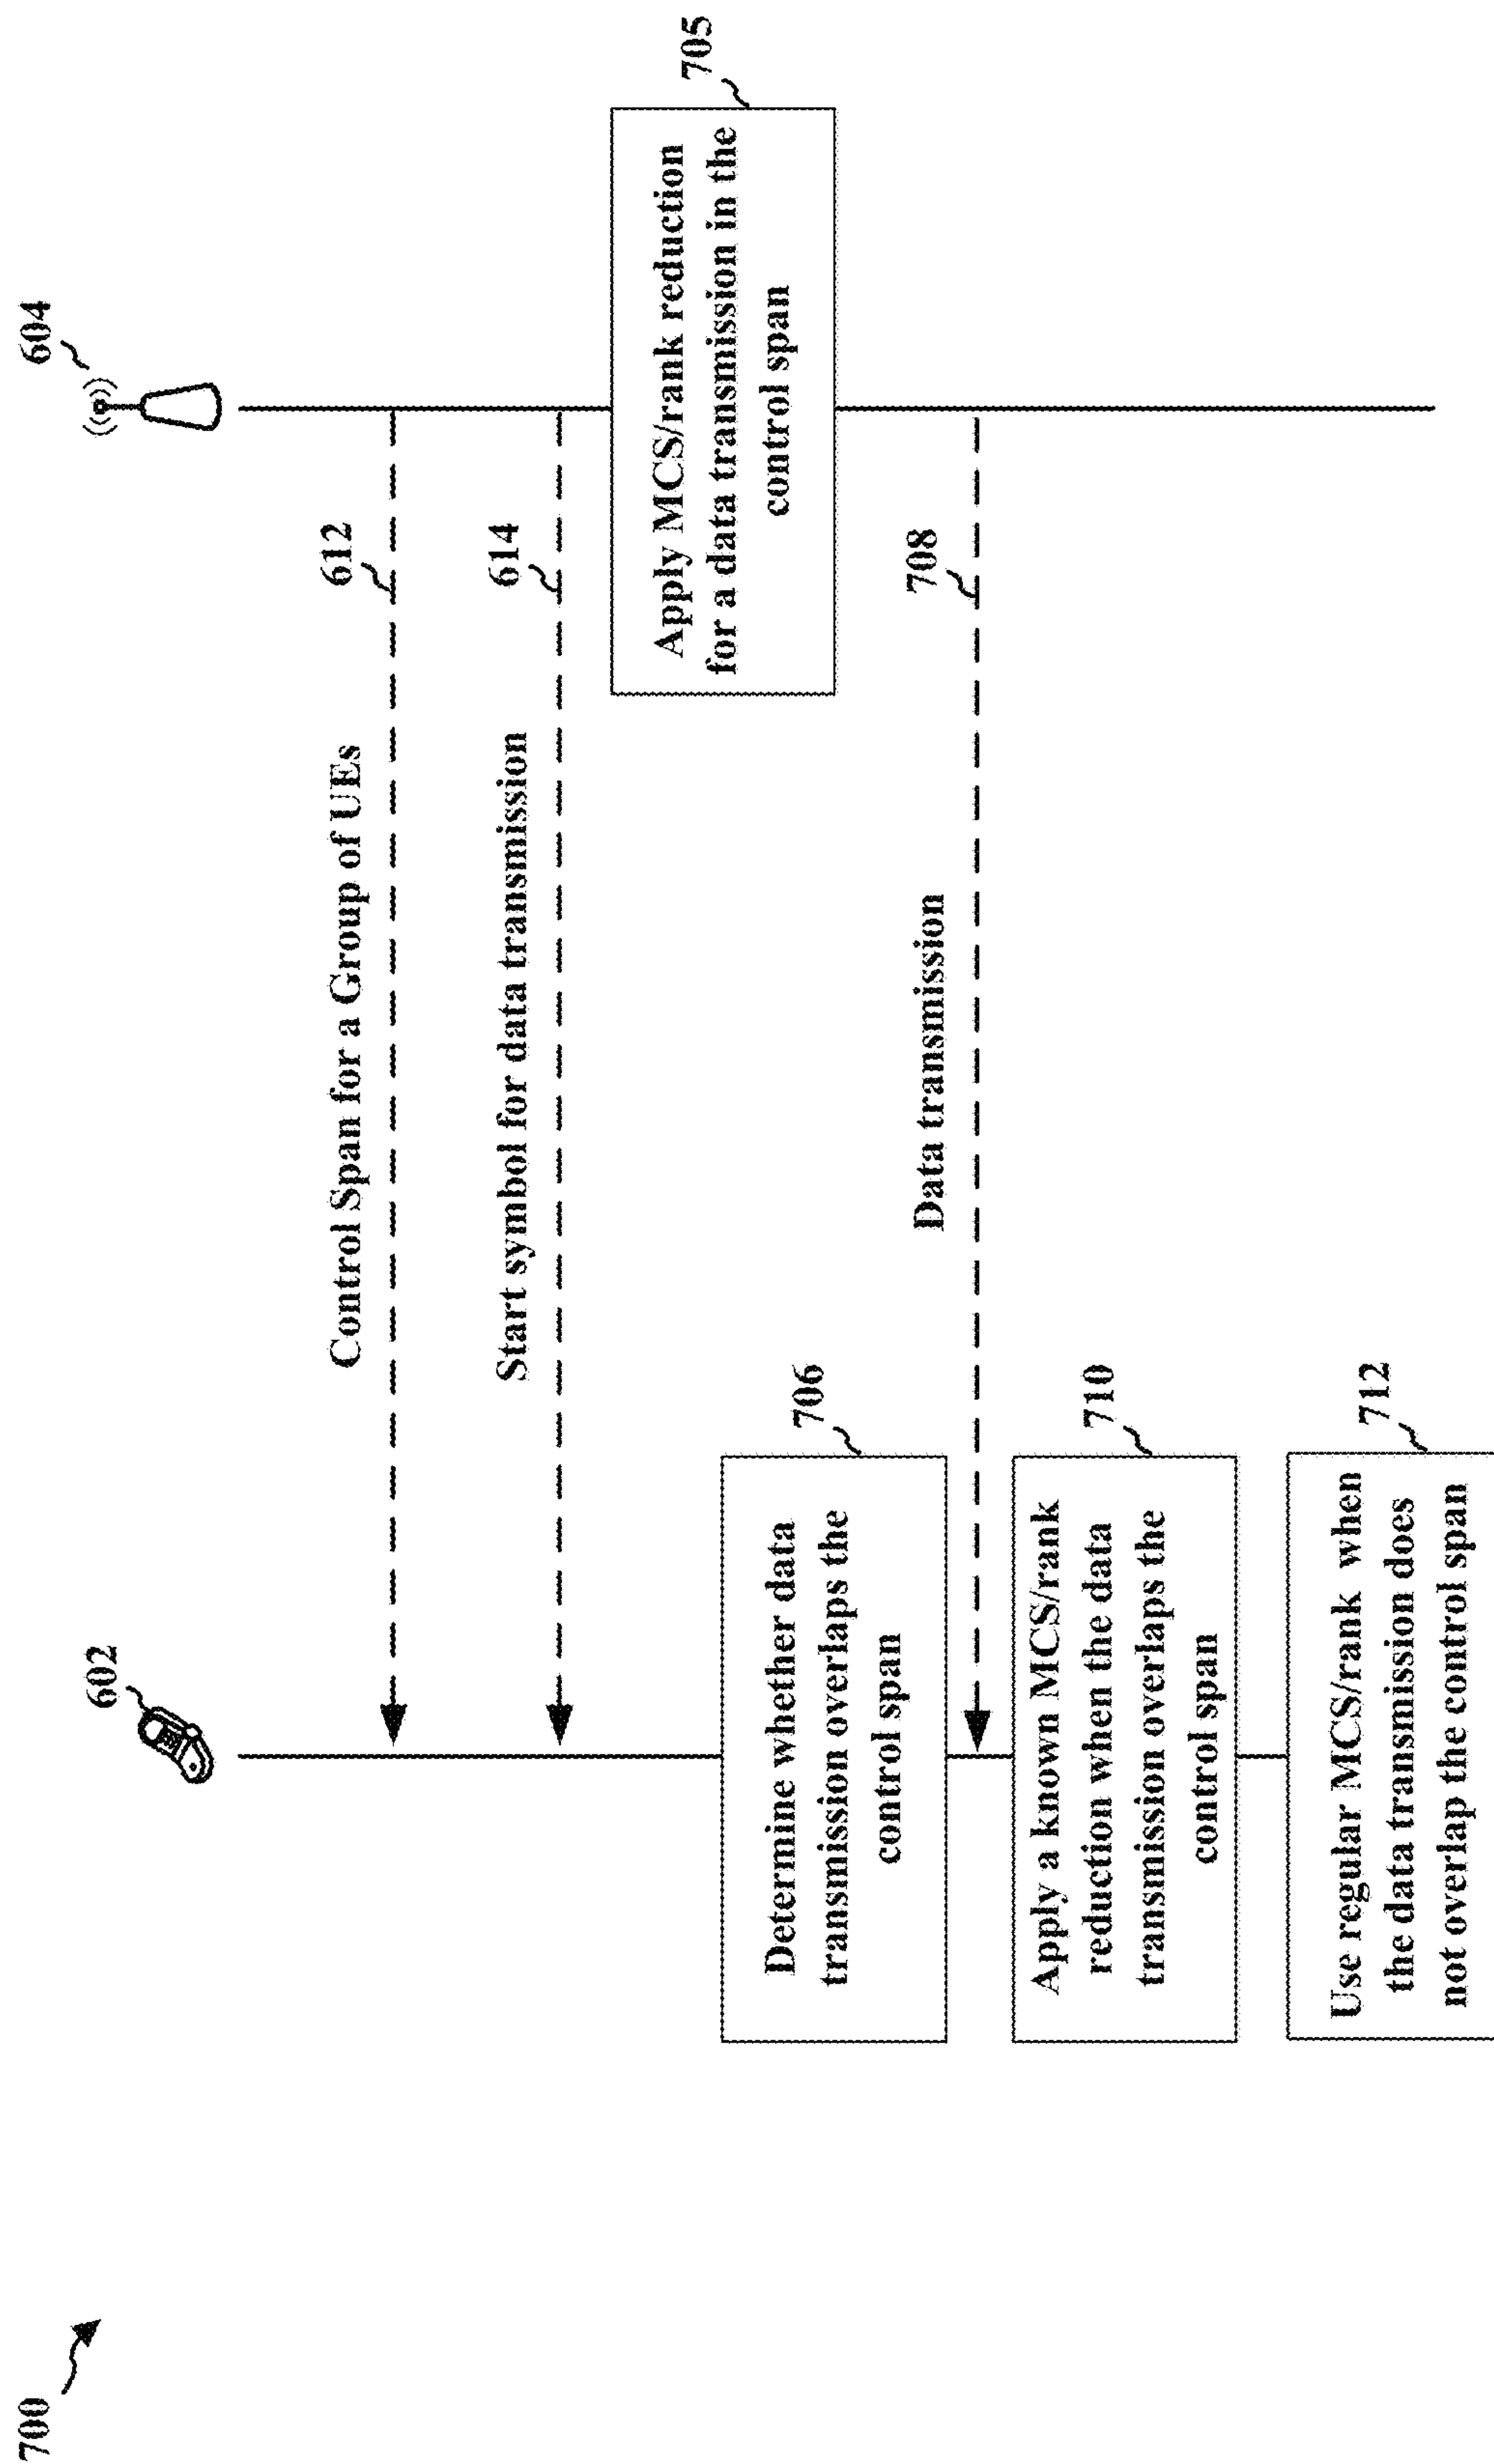 700
602
604
Control Span for a Group of UEs
612
Start symbol for data transmission
614
Apply MCS/rank reduction
for a data transmission in the
control span
705
Determine whether data
transmission overlaps the
control span
706
Data transmission
708
Apply a known MCS/rank
reduction when the data
transmission overlaps the
control span
710
Use regular MCS/rank when
the data transmission does
not overlap the control span
712